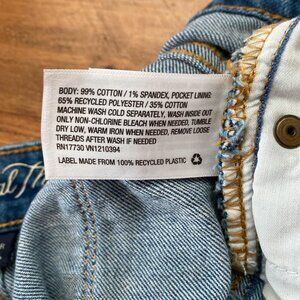 BODY: 99% COTTON / 1% SPANDEX, POCKET LINING:
65% RECYCLED POLYESTER / 35% COTTON
MACHINE WASH COLD SEPARATELY, WASH INSIDE OUT
ONLY NON-CHLORINE BLEACH WHEN NEEDED, TUMBLE
DRY LOW, WARM IRON WHEN NEEDED, REMOVE LOOSE
THREADS AFTER WASH IF NEEDED
RN17730 VN1210394
LABEL MADE FROM 100% RECYCLED PLASTIC